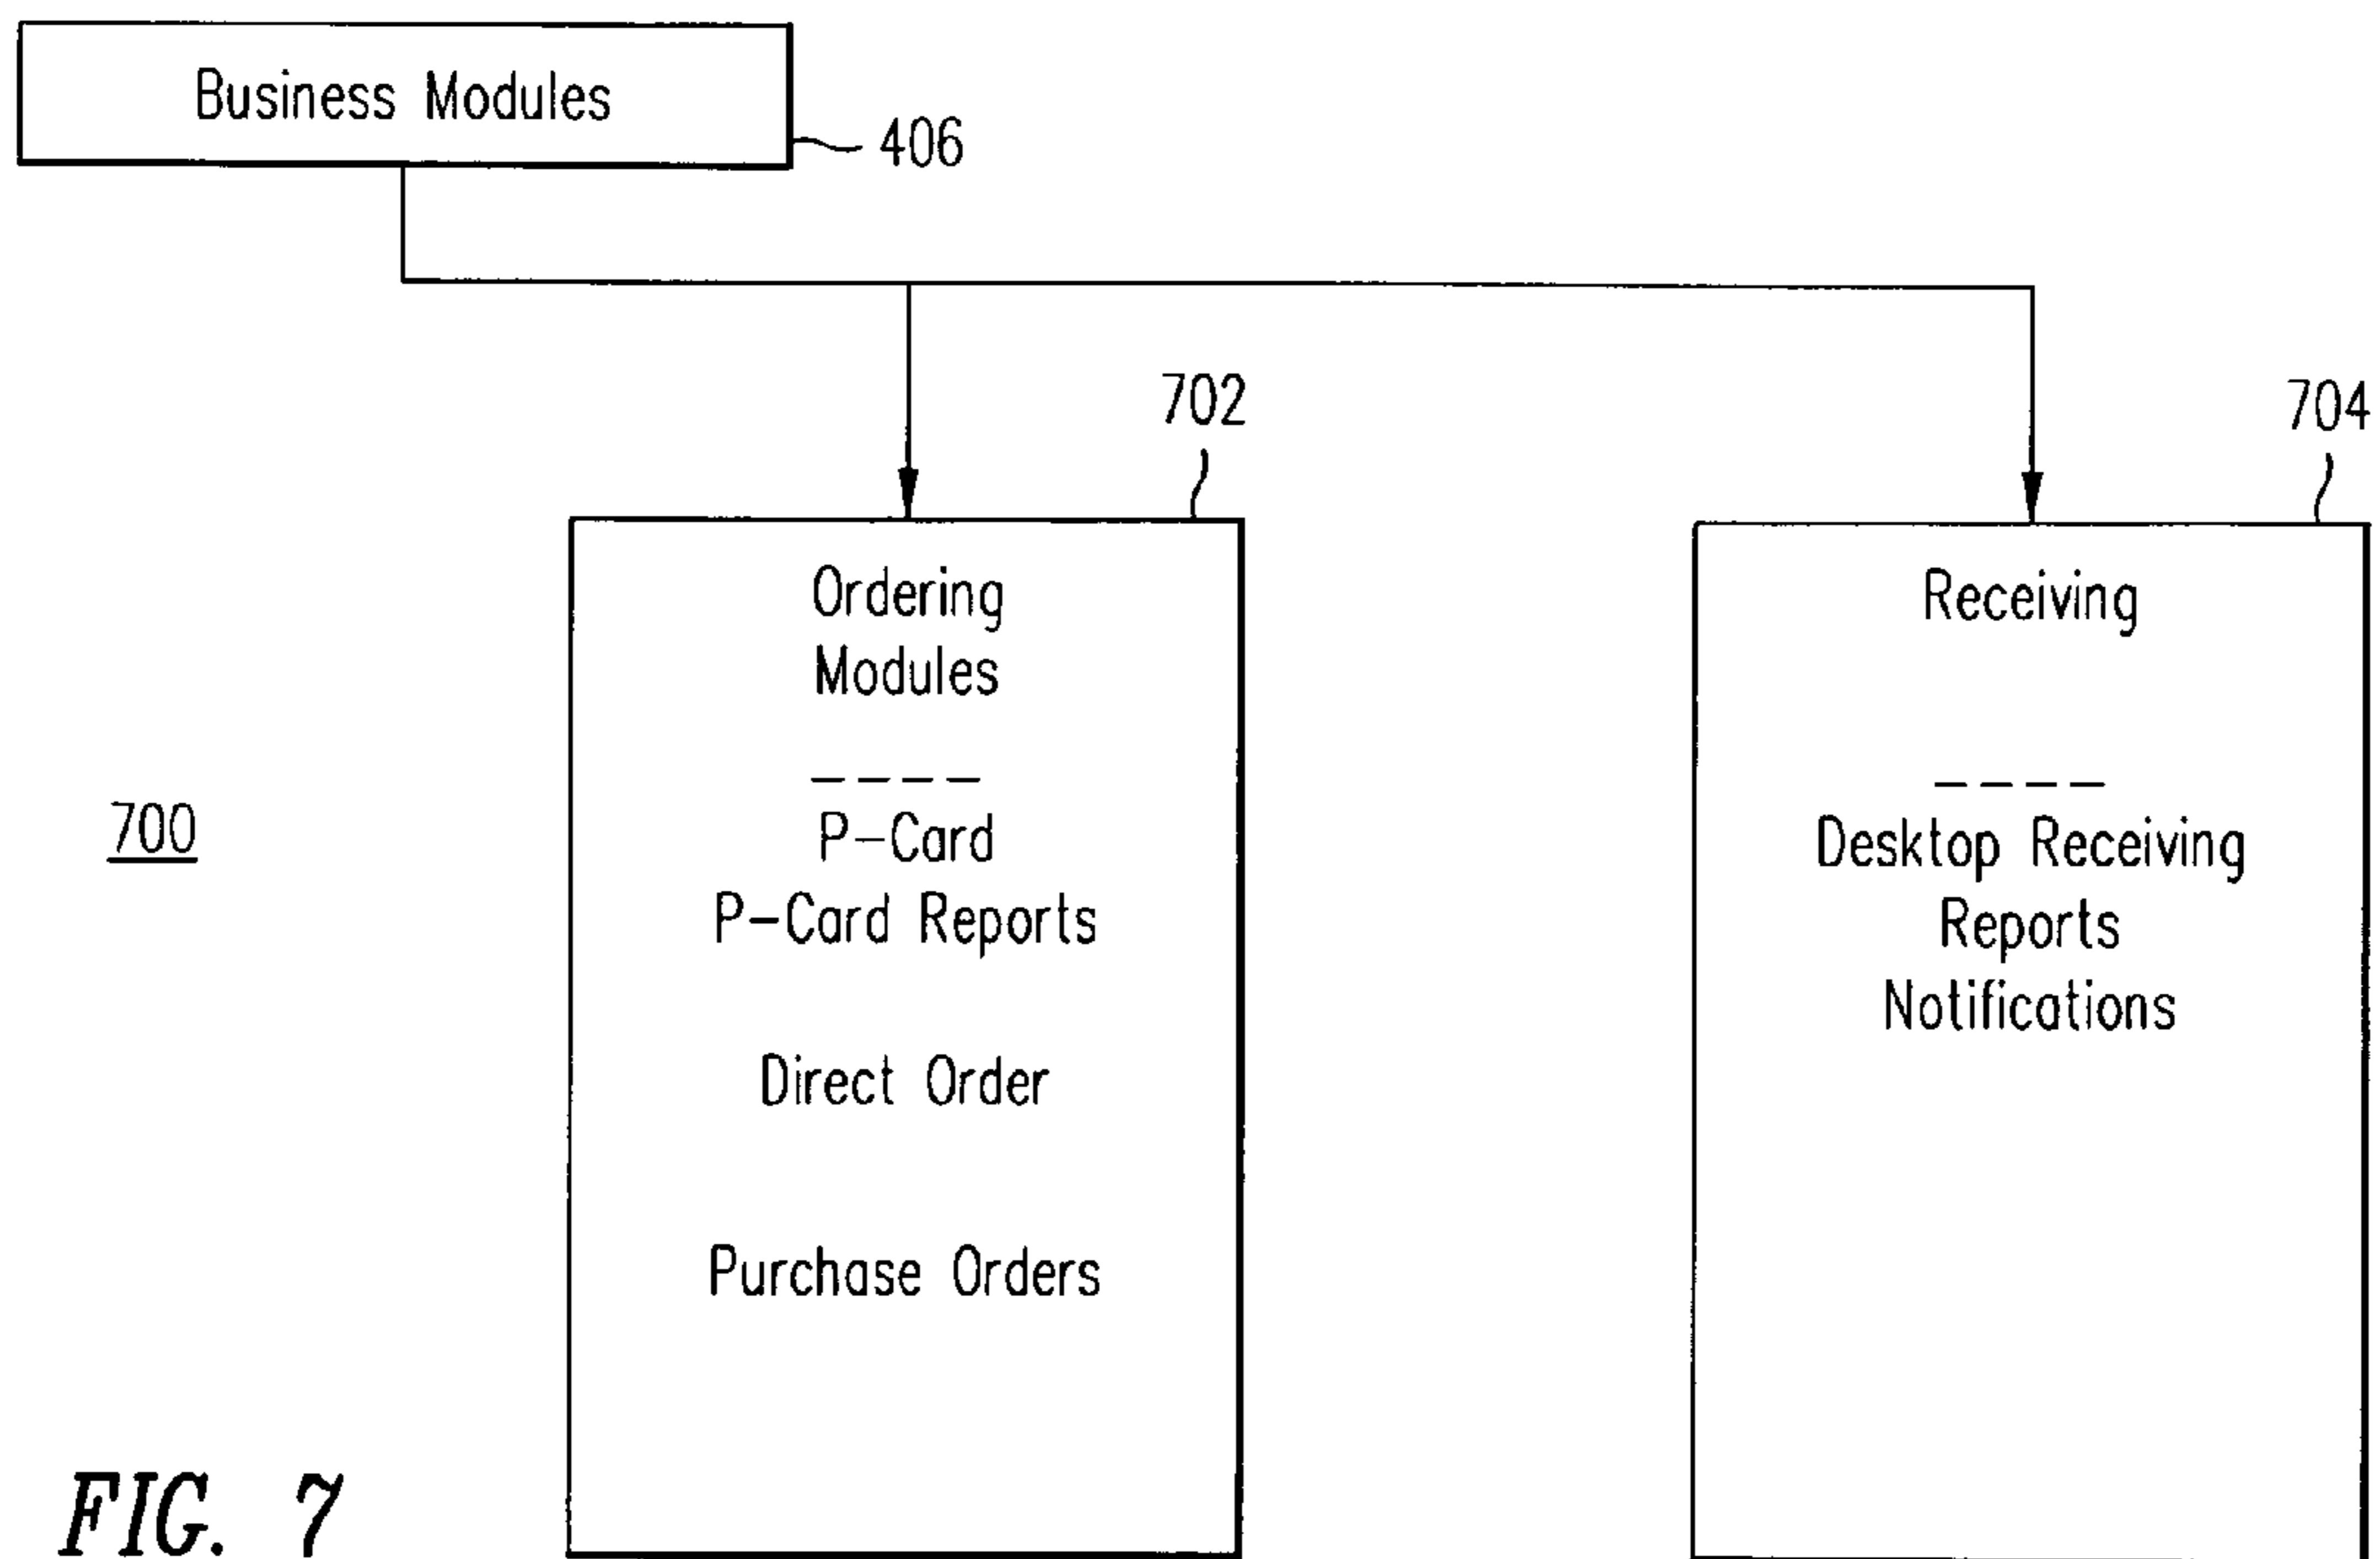 Business Modules
406
702
704
Ordering
Modules
P-Card
P-Card Reports
Direct Order
Purchase Orders
Receiving
Desktop Receiving
Reports
Notifications
700
FIG. 7